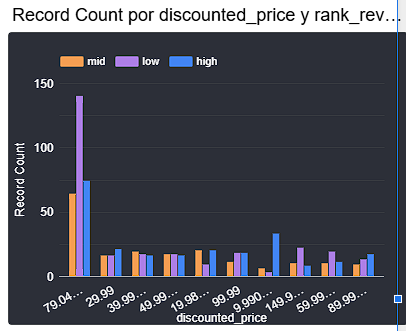 Record Count por discounted_price y rank_rev...
mid low high
150
100
50
0
Record Count
79.04... 29.99 39.99... 49.99... 19.98... 99.99 9.990... 149.9... 59.99... 89.99...
discounted_price